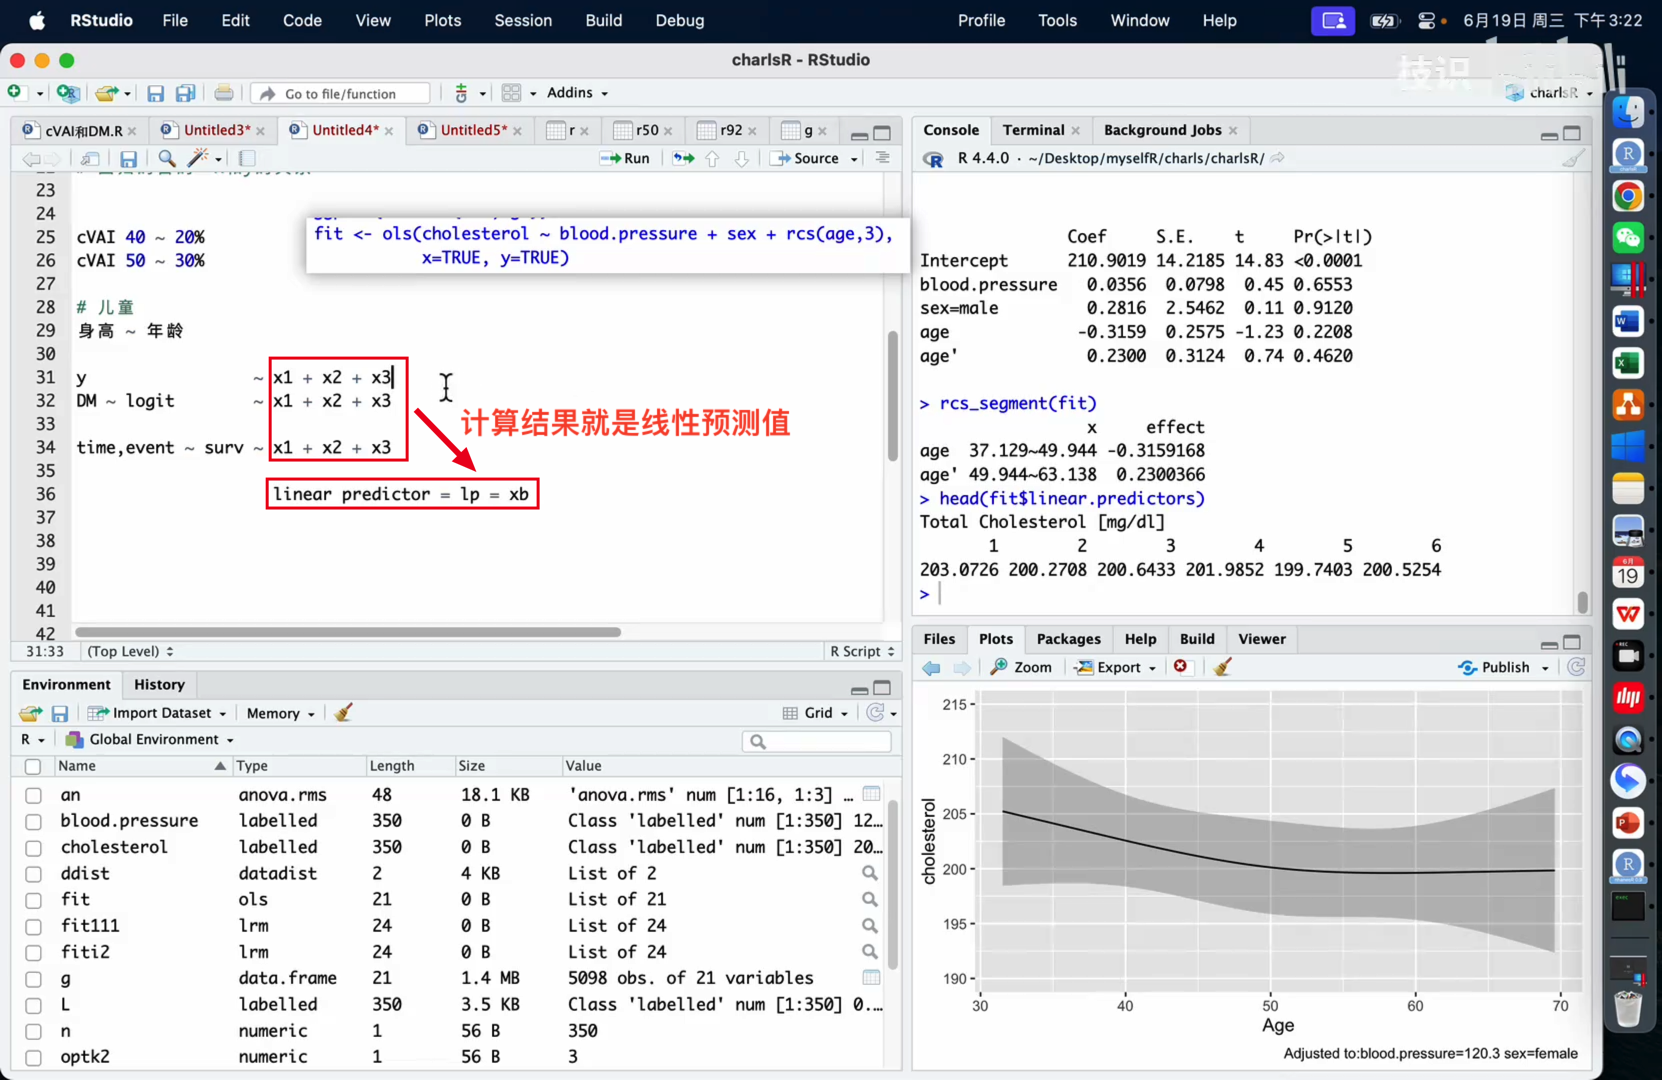 RStudio File Edit Code View Plots Session Build Debug Profile Tools Window Help 6月19日 周三 下午3:22
charlsR - RStudio
技识
Go to file/function Addins charlsR
cVAI和DM.R Untitled3* Untitled4* Untitled5* r r50 r92 g
Run Source
23
24
25 cVAI 40 ~ 20%
26 cVAI 50 ~ 30%
27
28 # 儿童
29 身高 ~ 年龄
30
31 y ~ x1 + x2 + x3
32 DM ~ logit ~ x1 + x2 + x3
33
34 time,event ~ surv ~ x1 + x2 + x3
35
36 linear predictor = lp = xb
37
38
39
40
41
42
fit <- ols(cholesterol ~ blood.pressure + sex + rcs(age,3),
x=TRUE, y=TRUE)
计算结果就是线性预测值
31:33 (Top Level) R Script
Console Terminal Background Jobs
R 4.4.0 · ~/Desktop/myselfR/charls/charlsR/
Coef S.E. t Pr(>|t|)
Intercept 210.9019 14.2185 14.83 <0.0001
blood.pressure 0.0356 0.0798 0.45 0.6553
sex=male 0.2816 2.5462 0.11 0.9120
age -0.3159 0.2575 -1.23 0.2208
age' 0.2300 0.3124 0.74 0.4620
> rcs_segment(fit)
x effect
age 37.129~49.944 -0.3159168
age' 49.944~63.138 0.2300366
> head(fit$linear.predictors)
Total Cholesterol [mg/dl]
1 2 3 4 5 6
203.0726 200.2708 200.6433 201.9852 199.7403 200.5254
>
Environment History
Import Dataset Memory Grid
R Global Environment
Name Type Length Size Value
an anova.rms 48 18.1 KB 'anova.rms' num [1:16, 1:3] …
blood.pressure labelled 350 0 B Class 'labelled' num [1:350] 12…
cholesterol labelled 350 0 B Class 'labelled' num [1:350] 20…
ddist datadist 2 4 KB List of 2
fit ols 21 0 B List of 21
fit111 lrm 24 0 B List of 24
fiti2 lrm 24 0 B List of 24
g data.frame 21 1.4 MB 5098 obs. of 21 variables
L labelled 350 3.5 KB Class 'labelled' num [1:350] 0.…
n numeric 1 56 B 350
optk2 numeric 1 56 B 3
Files Plots Packages Help Build Viewer
Zoom Export Publish
215
210
205
200
195
190
cholesterol
30 40 50 60 70
Age
Adjusted to:blood.pressure=120.3 sex=female